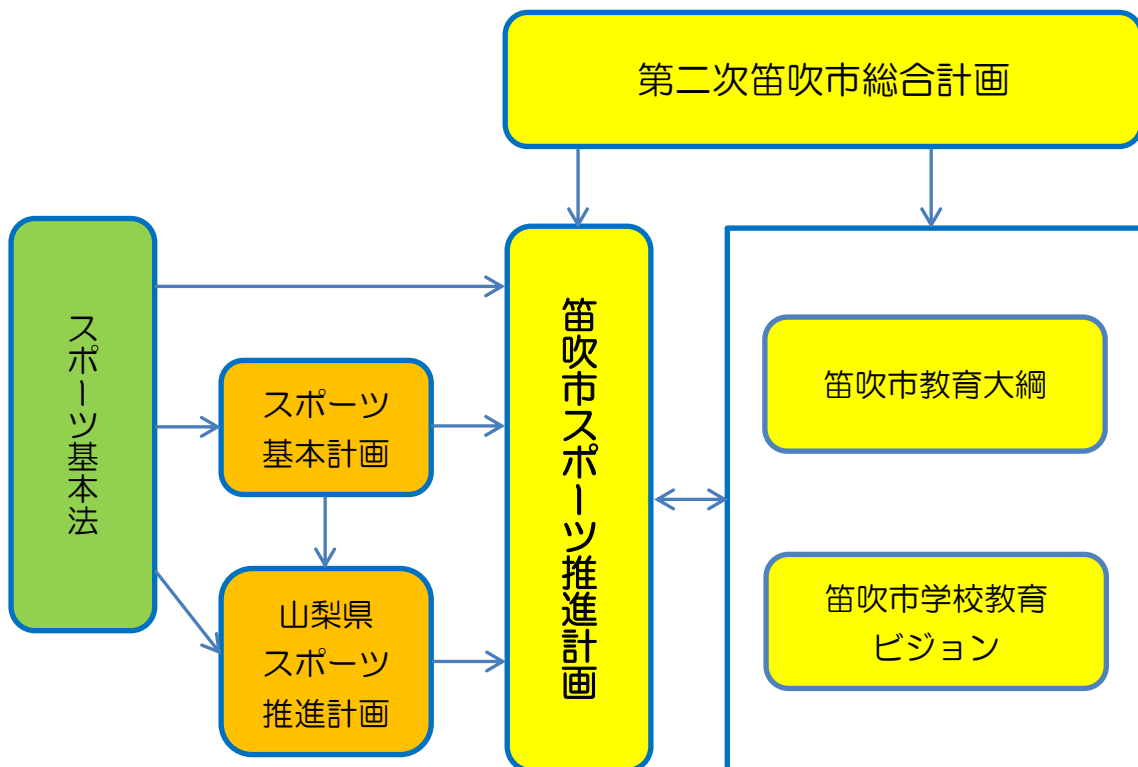 第二次笛吹市総合計画
スポーツ基本法
スポーツ
基本計画
山梨県
スポーツ
推進計画
笛吹市スポーツ推進計画
笛吹市教育大綱
笛吹市学校教育
ビジョン